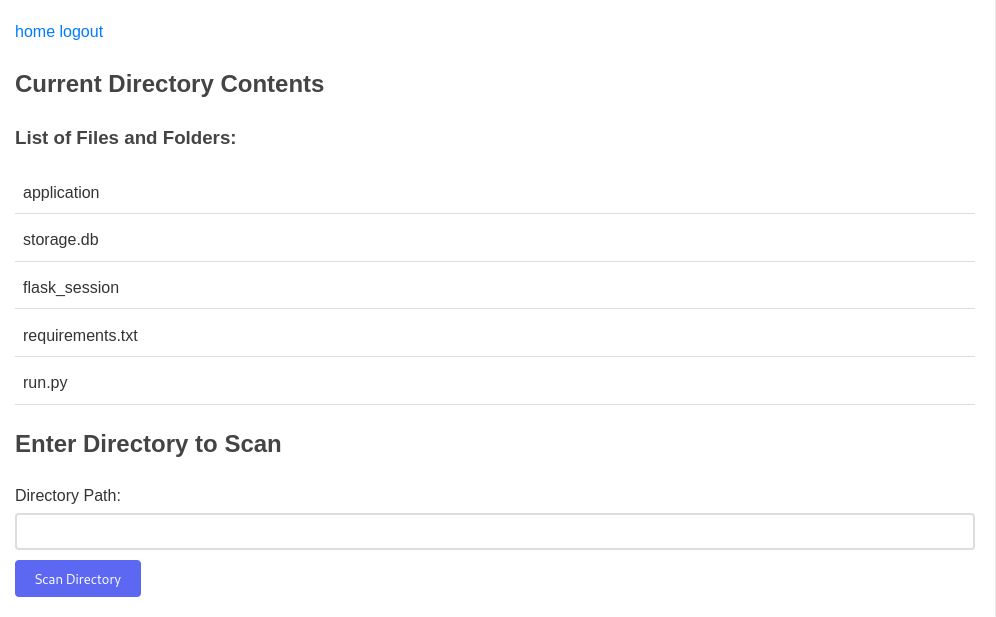 home logout
Current Directory Contents
List of Files and Folders:
application
storage.db
flask_session
requirements.txt
run.py
Enter Directory to Scan
Directory Path:
Scan Directory